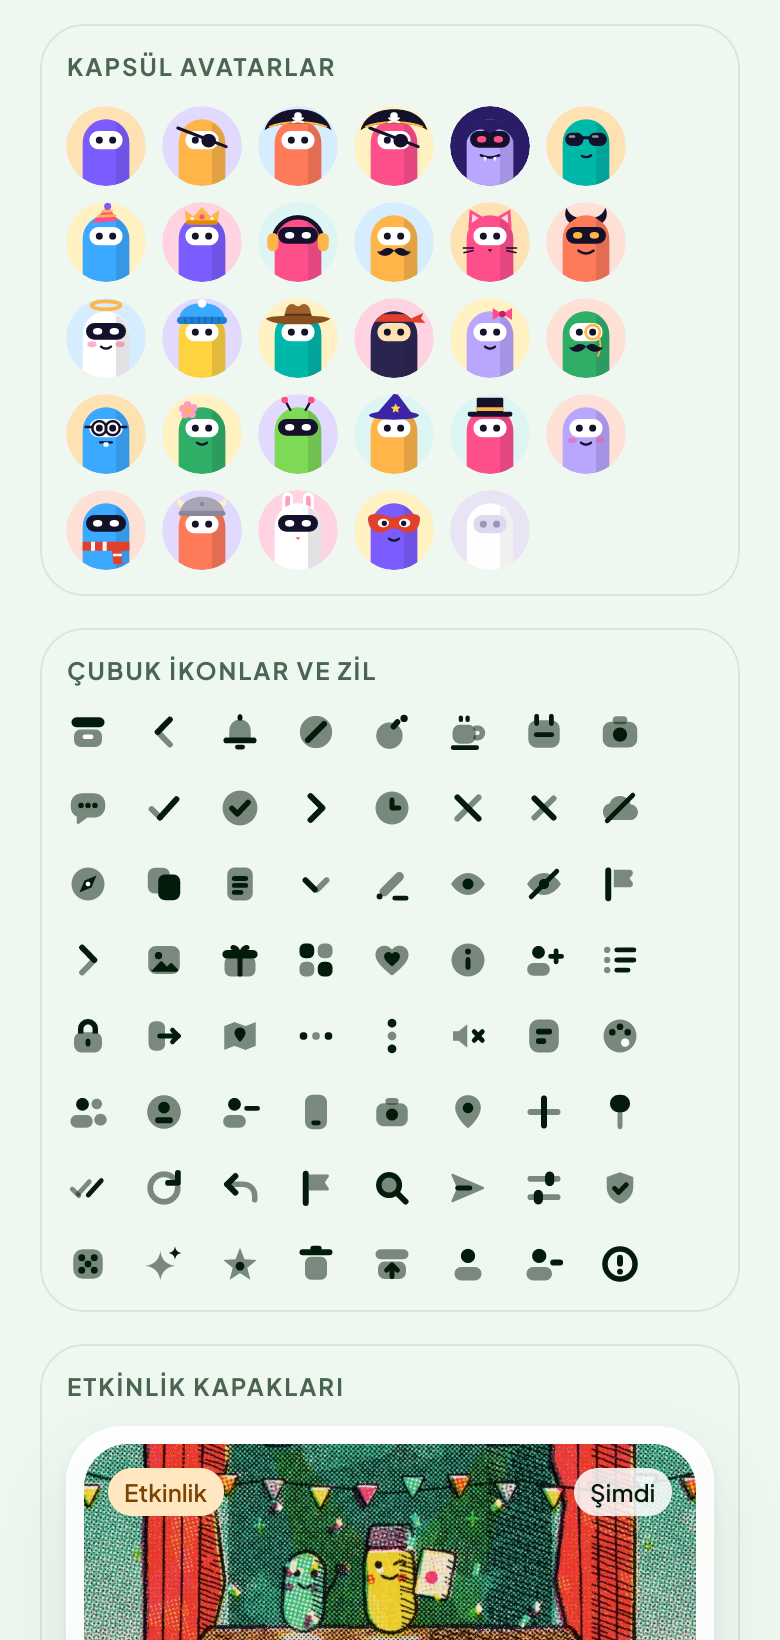 KAPSÜL AVATARLAR
ÇUBUK İKONLAR VE ZİL
ETKİNLİK KAPAKLARI
Etkinlik
Şimdi